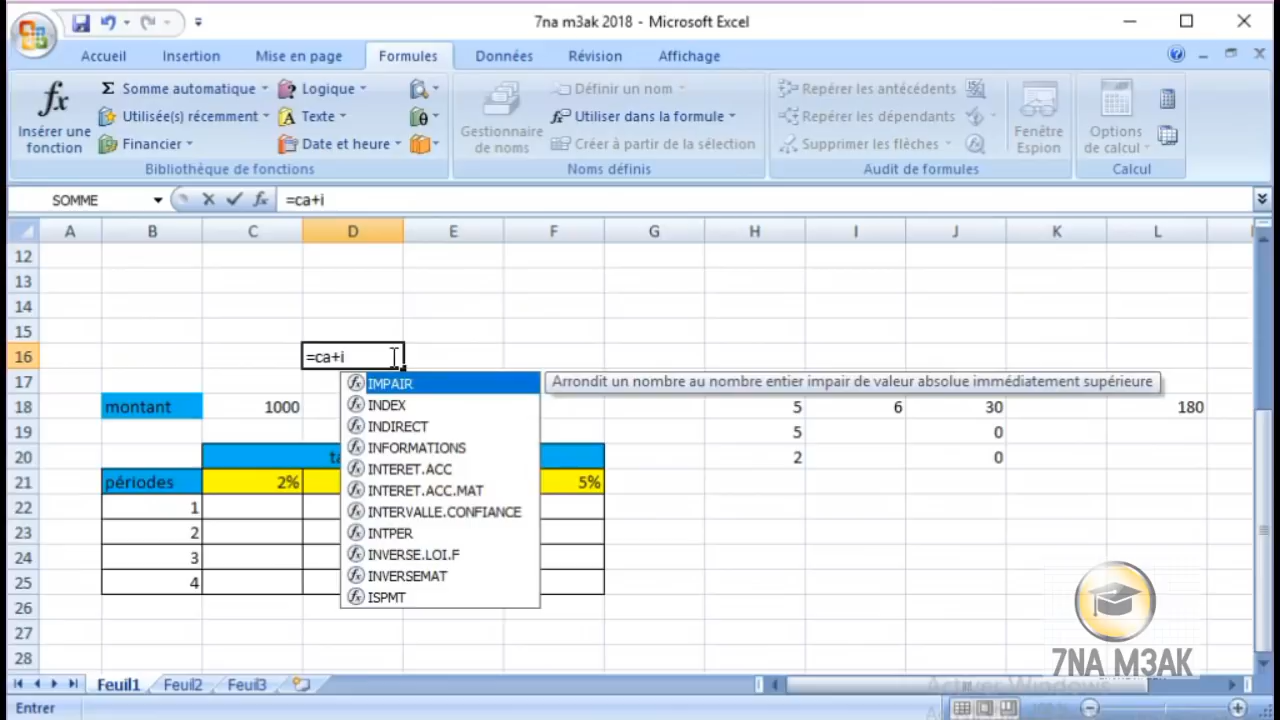 7na m3ak 2018 - Microsoft Excel
Accueil Insertion Mise en page Formules Données Révision Affichage
fx Insérer une fonction
Σ Somme automatique
Utilisée(s) récemment
Financier
Logique
A Texte
Date et heure
θ
Bibliothèque de fonctions
Gestionnaire de noms
Définir un nom
Utiliser dans la formule
Créer à partir de la sélection
Noms définis
Repérer les antécédents
Repérer les dépendants
Supprimer les flèches
Fenêtre Espion
Audit de formules
Options de calcul
Calcul
SOMME fx =ca+i
A B C D E F G H I J K L
12
13
14
15
16 =ca+i
17 IMPAIR Arrondit un nombre au nombre entier impair de valeur absolue immédiatement supérieure
18 montant 1000 INDEX 5 6 30 180
INDIRECT
19 5 0
INFORMATIONS
20 ta 2 0
INTERET.ACC
21 périodes 2% INTERET.ACC.MAT 5%
22 1 INTERVALLE.CONFIANCE
23 2 INTPER
24 3 INVERSE.LOI.F
25 4 INVERSEMAT
26 ISPMT
27
28
7NA M3AK
Feuil1 Feuil2 Feuil3
Activer Windows
Entrer